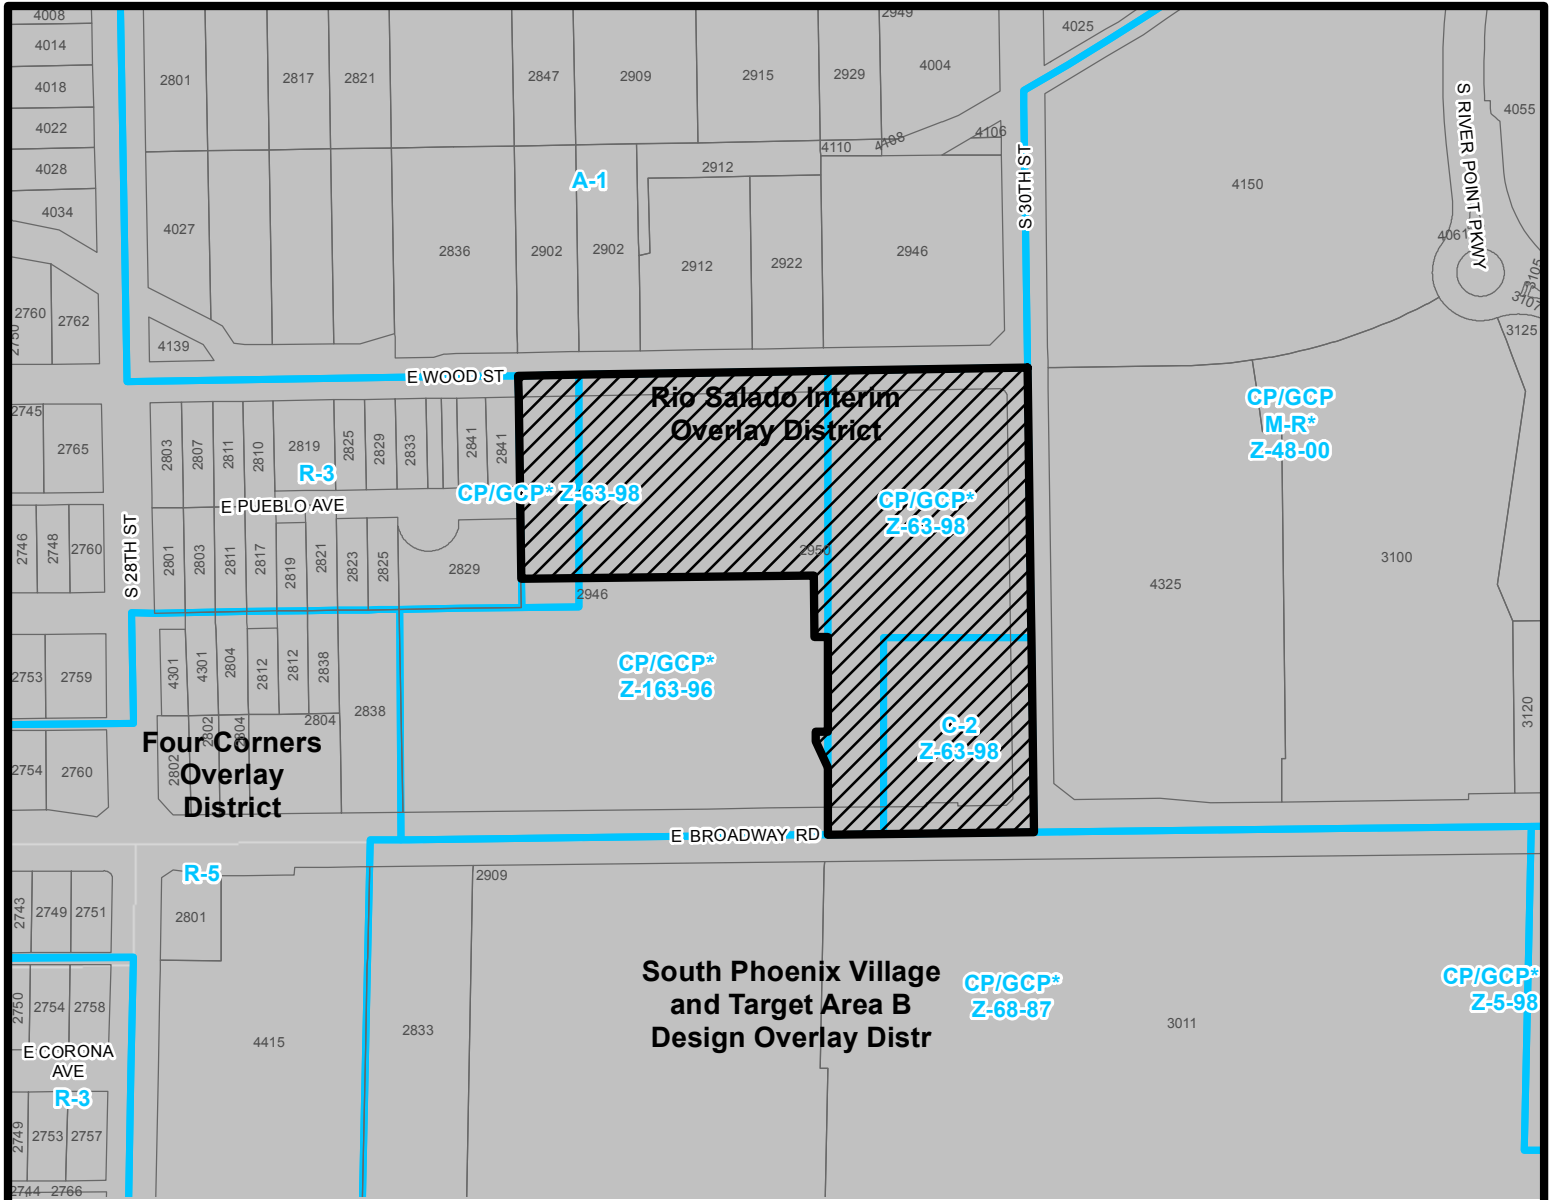 4008
2949
4025
4014
2801
2817
2821
2847
2909
2915
2929
4004
4018
S RIVER POINT PKWY
4055
4022
4110
4108
4106
4028
2912
A-1
S 30TH ST
4150
4034
4027
2836
2902
2902
2912
2922
2946
4061
3105
3107
2760
2762
2750
4139
3125
E WOOD ST
Rio Salado Interim
Overlay District
CP/GCP
M-R*
Z-48-00
2745
2765
2803
2807
2811
2810
2819
2825
2829
2833
2841
2841
R-3
CP/GCP* Z-63-98
CP/GCP*
Z-63-98
E PUEBLO AVE
2746
2748
2760
S 28TH ST
2801
2803
2811
2817
2819
2821
2823
2825
2829
2950
2946
4325
3100
2753
2759
4301
4301
2804
2812
2812
2838
CP/GCP*
Z-163-96
2838
2802
2804
2804
C-2
Z-63-98
3120
Four Corners
Overlay
District
2754
2760
2802
E BROADWAY RD
R-5
2909
2743
2749
2751
2801
South Phoenix Village
and Target Area B
Design Overlay Distr
CP/GCP*
Z-68-87
CP/GCP*
Z-5-98
2750
2754
2758
4415
2833
3011
E CORONA
AVE
R-3
2749
2753
2757
2744
2766